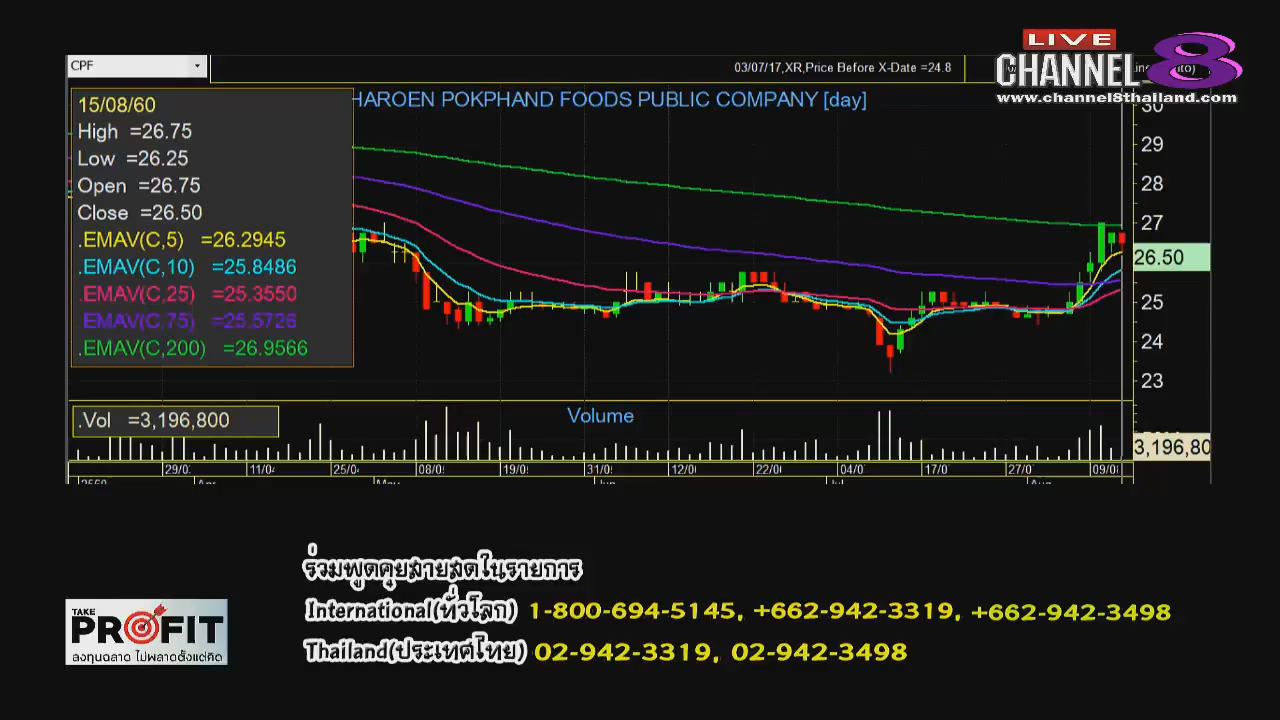 LIVE
CHANNEL 8
www.channel8thailand.com
CPF
03/07/17,XR,Price Before X-Date =24.8
HAROEN POKPHAND FOODS PUBLIC COMPANY [day]
15/08/60
High =26.75
Low =26.25
Open =26.75
Close =26.50
.EMAV(C,5) =26.2945
.EMAV(C,10) =25.8486
.EMAV(C,25) =25.3550
.EMAV(C,75) =25.5726
.EMAV(C,200) =26.9566
30
29
28
27
26.50
25
24
23
.Vol =3,196,800
Volume
3,196,80
29/0 11/0 25/0 08/0 19/0 31/0 12/0 22/0 04/0 17/0 27/0 09/0
2560 Apr May Jun Jul Aug
ร่วมพูดคุยสายสดในรายการ
International(ทั่วโลก) 1-800-694-5145, +662-942-3319, +662-942-3498
Thailand(ประเทศไทย) 02-942-3319, 02-942-3498
TAKE
PROFIT
ลงทุนฉลาด ไม่พลาดตั้งแต่คิด